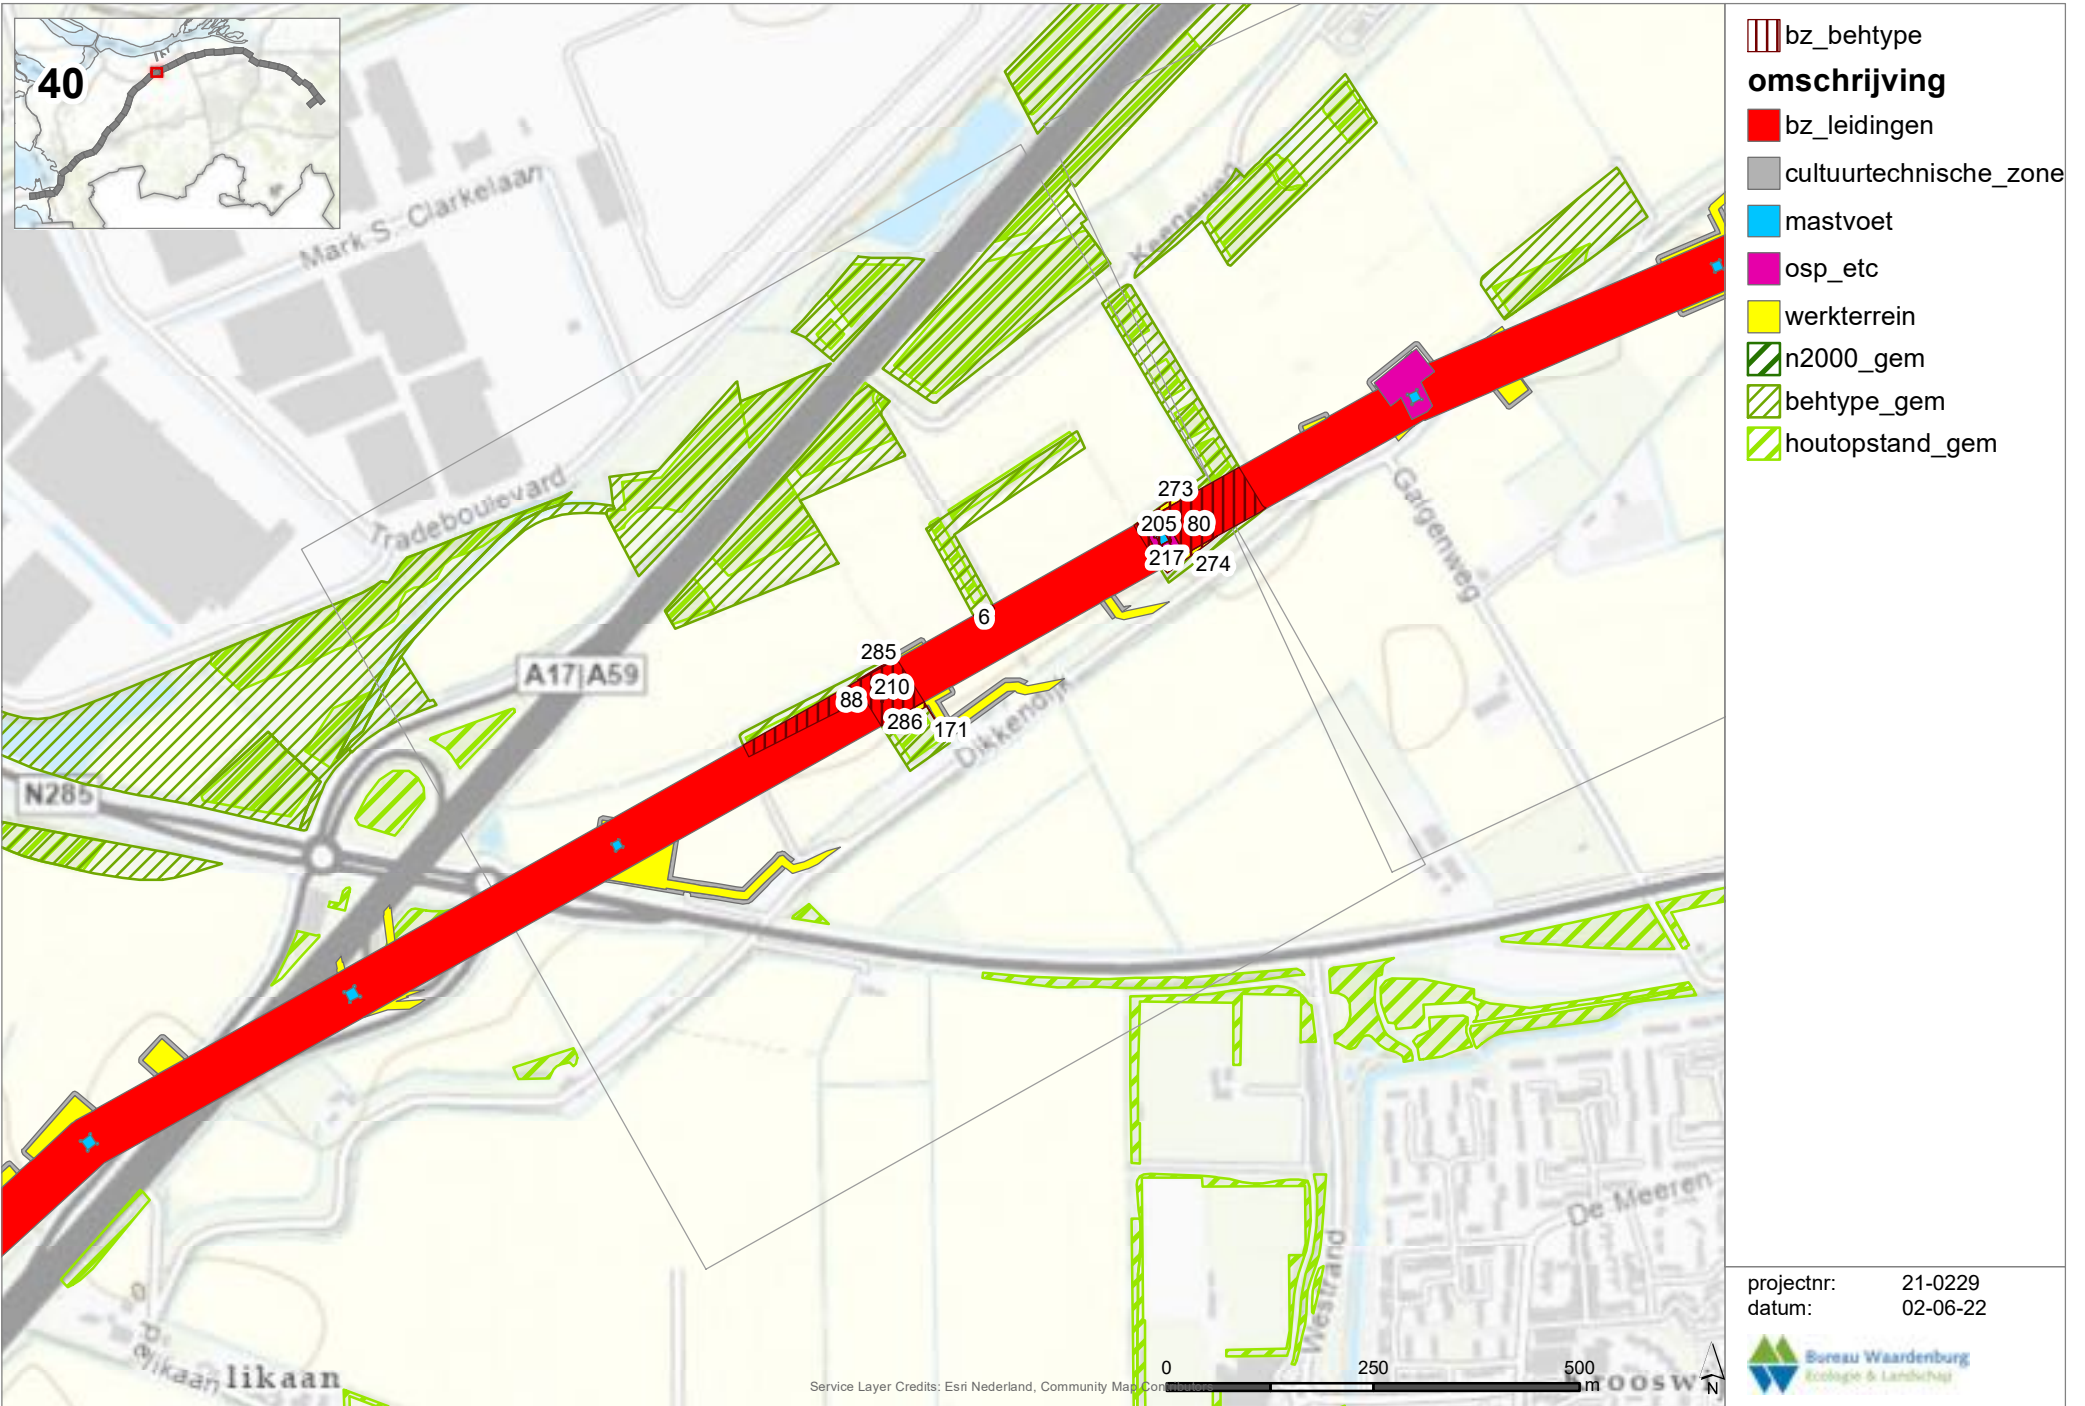 40
Mark S. Clarkelaan
Keeneweg
Tradeboulevard
Galgenweg
A17|A59
N285
Dikkendijk
273
205
80
217
274
6
285
210
88
286
171
De Meeren
Westrand
likaan
0
250
500
m
N
Service Layer Credits: Esri Nederland, Community Map Contributors
bz_behtype
omschrijving
bz_leidingen
cultuurtechnische_zone
mastvoet
osp_etc
werkterrein
n2000_gem
behtype_gem
houtopstand_gem
projectnr: 21-0229
datum: 02-06-22
Bureau Waardenburg
Ecologie & Landschap